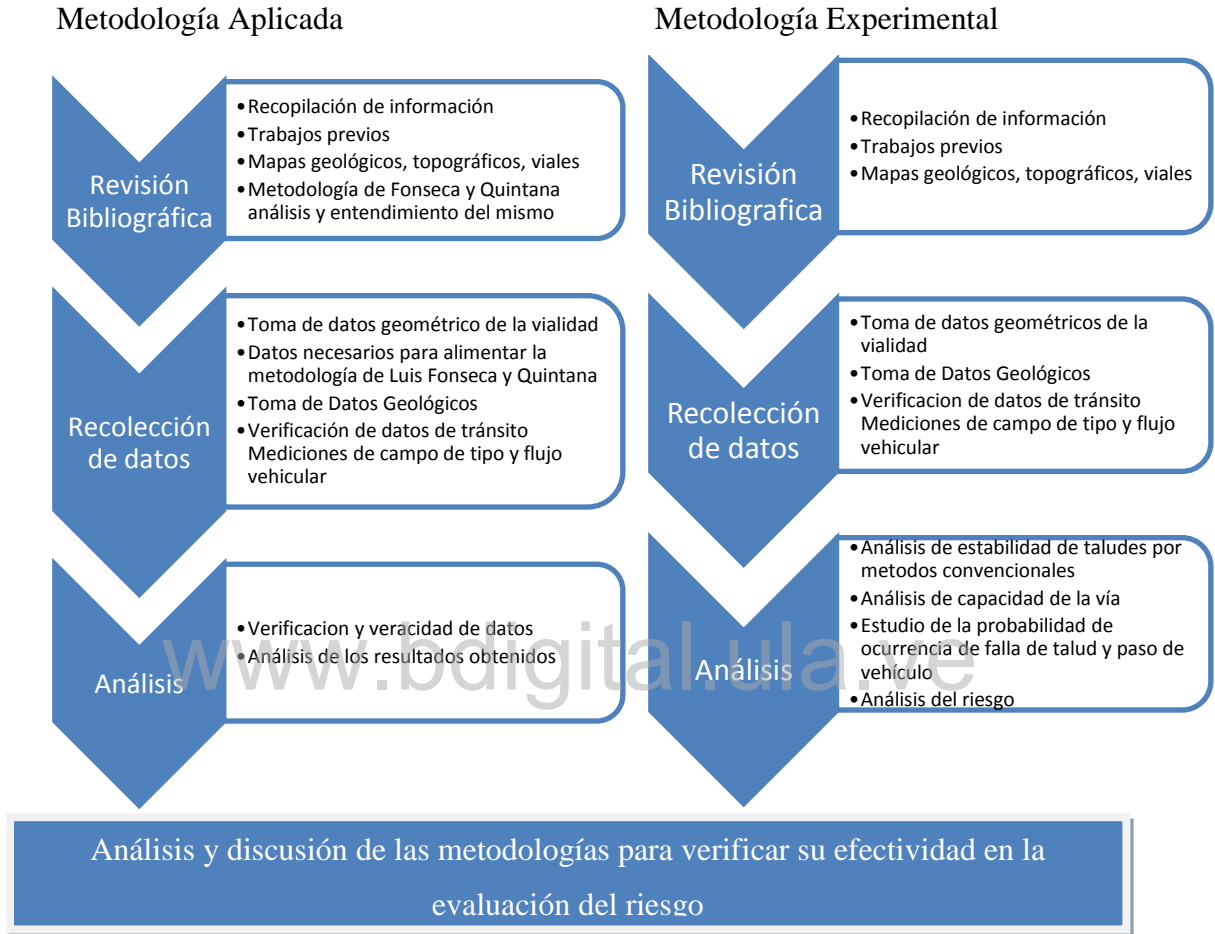 Metodología Aplicada
Revisión
Bibliográfica
•Recopilación de información
•Trabajos previos
•Mapas geológicos, topográficos, viales
•Metodología de Fonseca y Quintana
análisis y entendimiento del mismo
Recolección
de datos
•Toma de datos geométrico de la vialidad
•Datos necesarios para alimentar la
metodología de Luis Fonseca y Quintana
•Toma de Datos Geológicos
•Verificación de datos de tránsito
Mediciones de campo de tipo y flujo
vehicular
Análisis
•Verificacion y veracidad de datos
•Análisis de los resultados obtenidos
Metodología Experimental
Revisión
Bibliografica
•Recopilación de información
•Trabajos previos
•Mapas geológicos, topográficos, viales
Recolección
de datos
•Toma de datos geométricos de la
vialidad
•Toma de Datos Geológicos
•Verificacion de datos de tránsito
Mediciones de campo de tipo y flujo
vehicular
Análisis
•Análisis de estabilidad de taludes por
metodos convencionales
•Análisis de capacidad de la vía
•Estudio de la probabilidad de
ocurrencia de falla de talud y paso de
vehículo
•Análisis del riesgo
www.bdigital.ula.ve
Análisis y discusión de las metodologías para verificar su efectividad en la
evaluación del riesgo